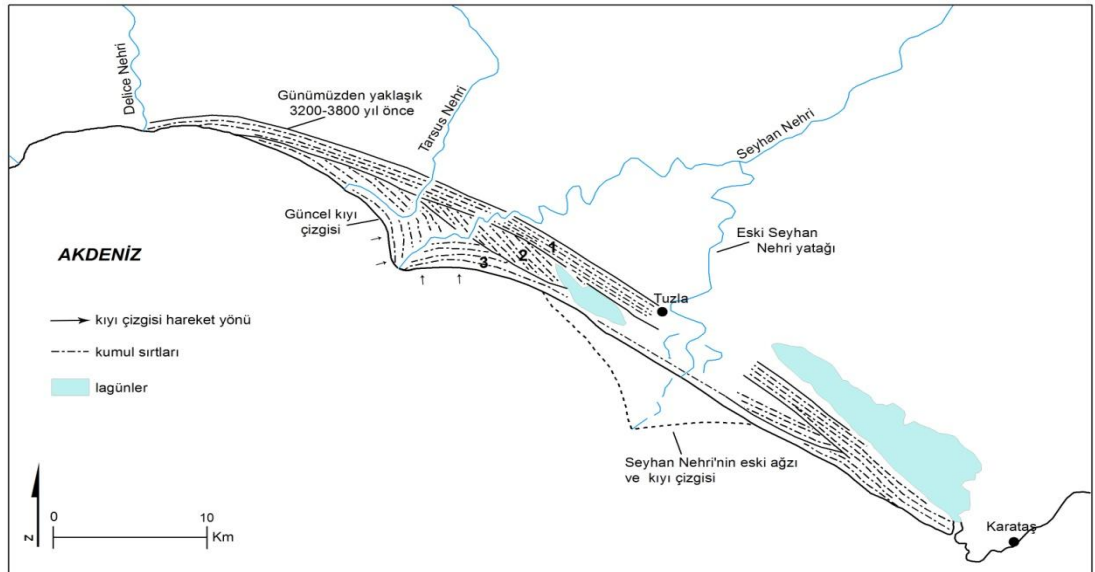 Delice Nehri
Günümüzden yaklaşık
3200-3800 yıl önce
Tarsus Nehri
Seyhan Nehri
Güncel kıyı
çizgisi
Eski Seyhan
Nehri yatağı
AKDENİZ
1
2
3
Tuzla
kıyı çizgisi hareket yönü
kumul sırtları
lagünler
Seyhan Nehri'nin eski ağzı
ve kıyı çizgisi
Karataş
0 10
Km
z